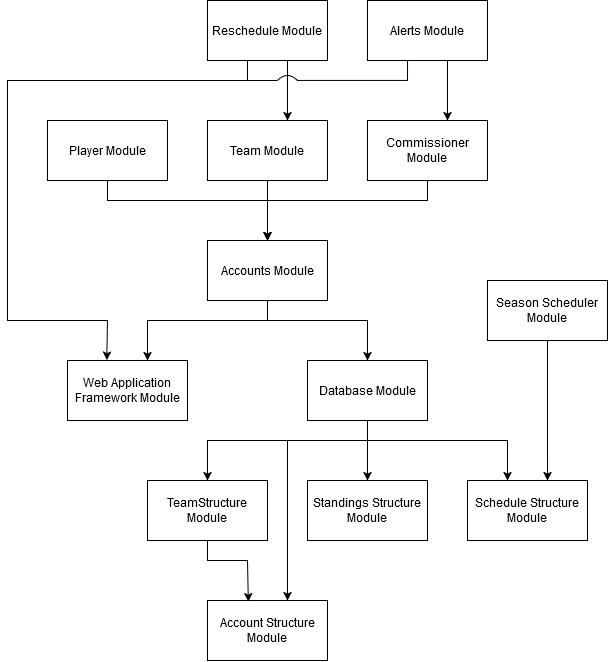 Reschedule Module
Alerts Module
Player Module
Team Module
Commissioner
Module
Accounts Module
Season Scheduler
Module
Web Application
Framework Module
Database Module
TeamStructure
Module
Standings Structure
Module
Schedule Structure
Module
Account Structure
Module